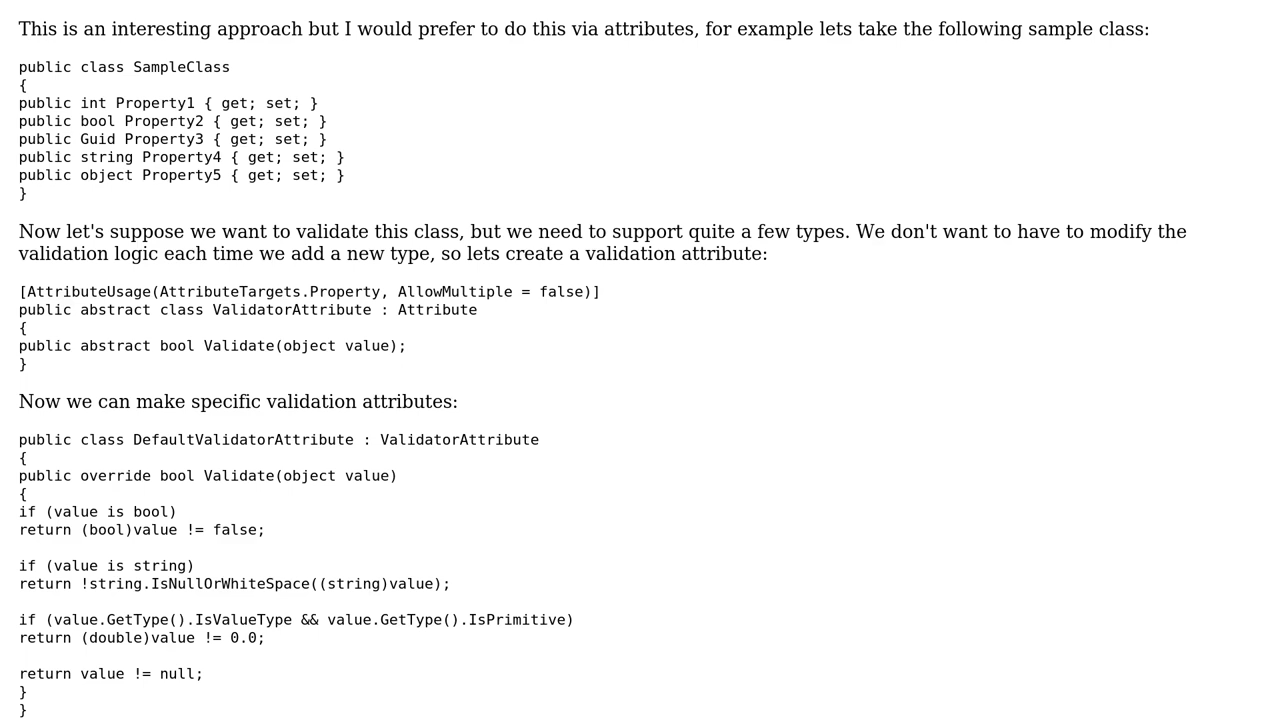 This is an interesting approach but I would prefer to do this via attributes, for example lets take the following sample class:
public class SampleClass
{
public int Property1 { get; set; }
public bool Property2 { get; set; }
public Guid Property3 { get; set; }
public string Property4 { get; set; }
public object Property5 { get; set; }
}
Now let's suppose we want to validate this class, but we need to support quite a few types. We don't want to have to modify the
validation logic each time we add a new type, so lets create a validation attribute:
[AttributeUsage(AttributeTargets.Property, AllowMultiple = false)]
public abstract class ValidatorAttribute : Attribute
{
public abstract bool Validate(object value);
}
Now we can make specific validation attributes:
public class DefaultValidatorAttribute : ValidatorAttribute
{
public override bool Validate(object value)
{
if (value is bool)
return (bool)value != false;
if (value is string)
return !string.IsNullOrWhiteSpace((string)value);
if (value.GetType().IsValueType && value.GetType().IsPrimitive)
return (double)value != 0.0;
return value != null;
}
}